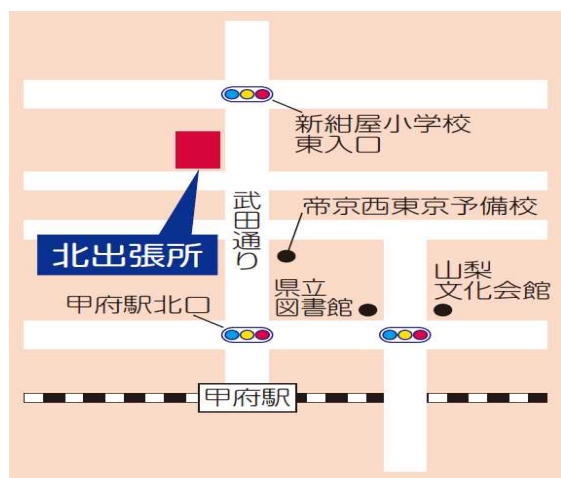 新紺屋小学校
東入口
武田通り
帝京西東京予備校
北出張所
山梨
文化会館
県立
図書館
甲府駅北口
甲府駅